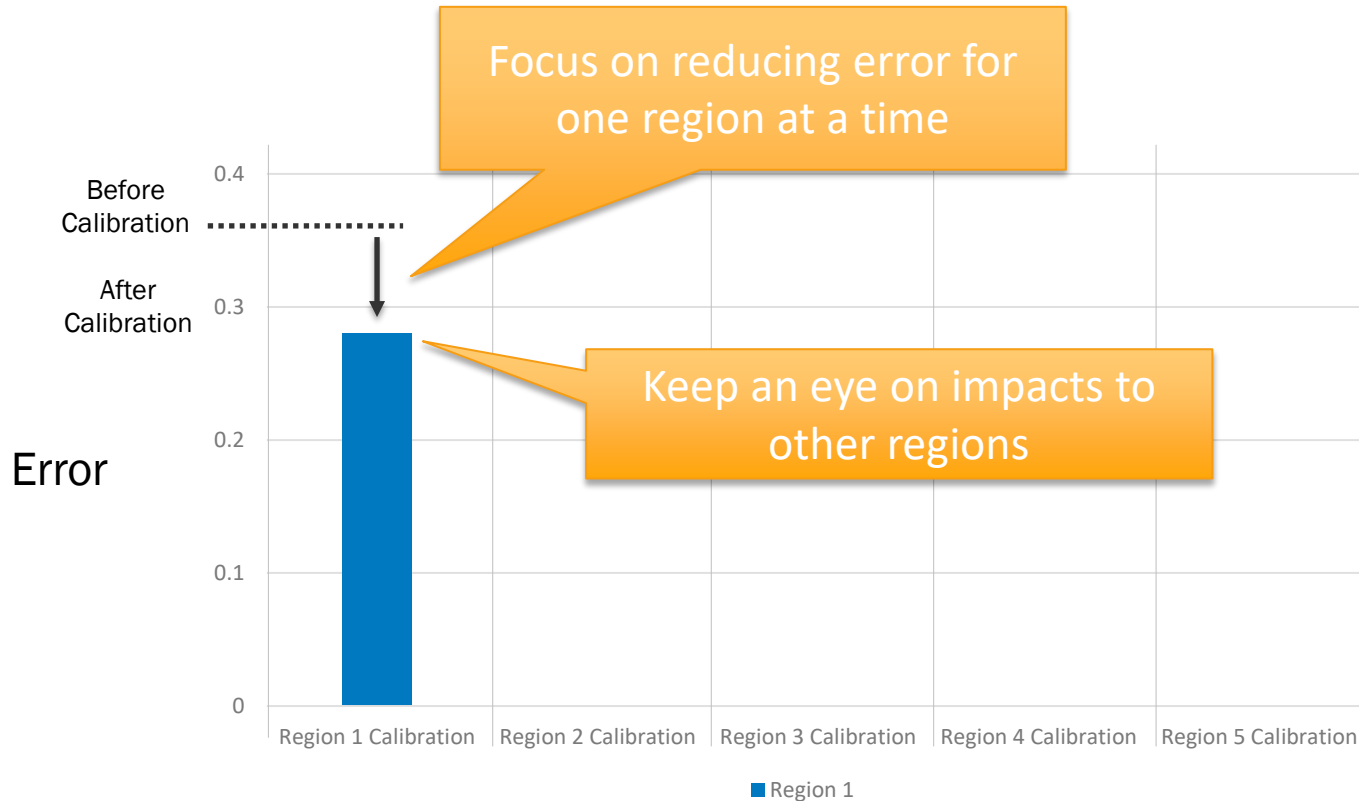 Focus on reducing error for
one region at a time
Before
Calibration
After
Calibration
Keep an eye on impacts to
other regions
Error
0.4
0.3
0.2
0.1
0
Region 1 Calibration
Region 2 Calibration
Region 3 Calibration
Region 4 Calibration
Region 5 Calibration
Region 1